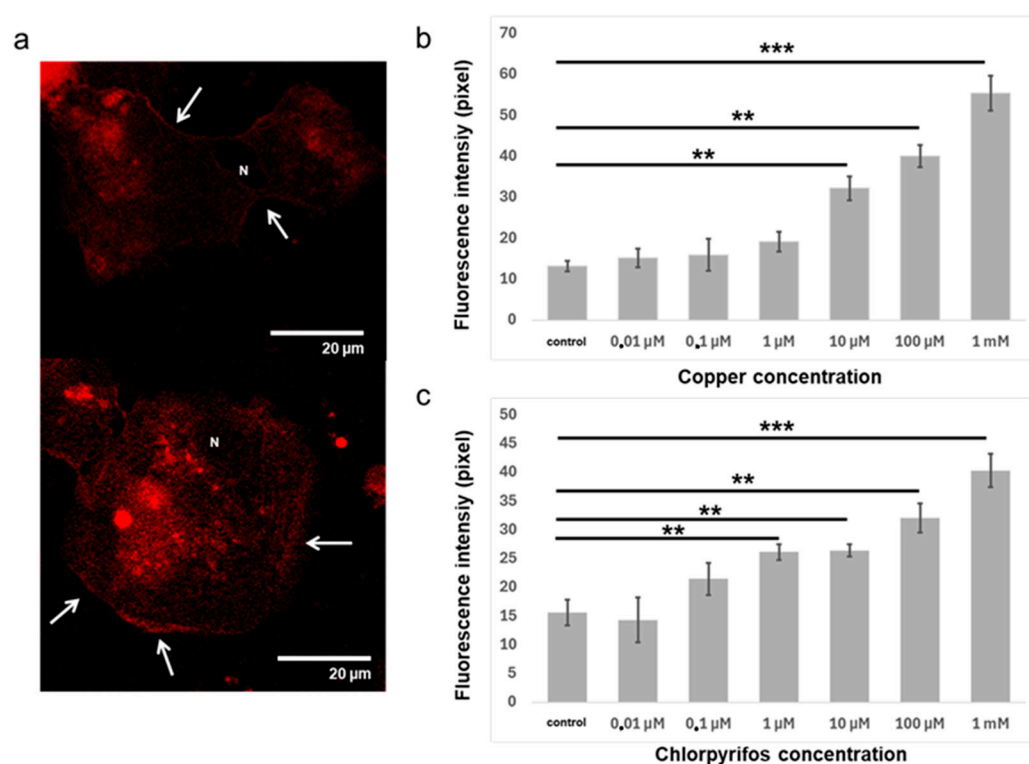 a
N
20 µm
N
20 µm
b
Fluorescence intensiy (pixel)
70
60
50
40
30
20
10
0
***
**
**
control 0.01 µM 0.1 µM 1 µM 10 µM 100 µM 1 mM
Copper concentration
c
Fluorescence intensiy (pixel)
50
45
40
35
30
25
20
15
10
5
0
***
**
**
**
control 0.01 µM 0.1 µM 1 µM 10 µM 100 µM 1 mM
Chlorpyrifos concentration